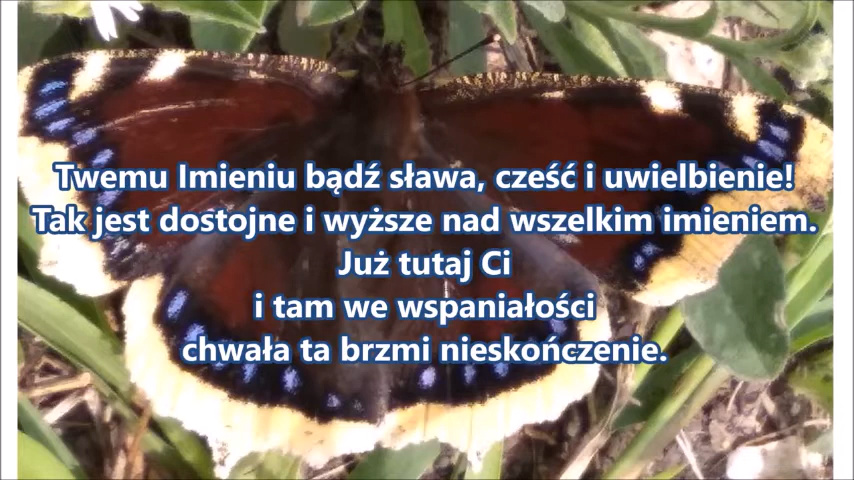 Twemu Imieniu bądź sława, cześć i uwielbienie!
Tak jest dostojne i wyższe nad wszelkim imieniem.
Już tutaj Ci
i tam we wspaniałości
chwała ta brzmi nieskończenie.